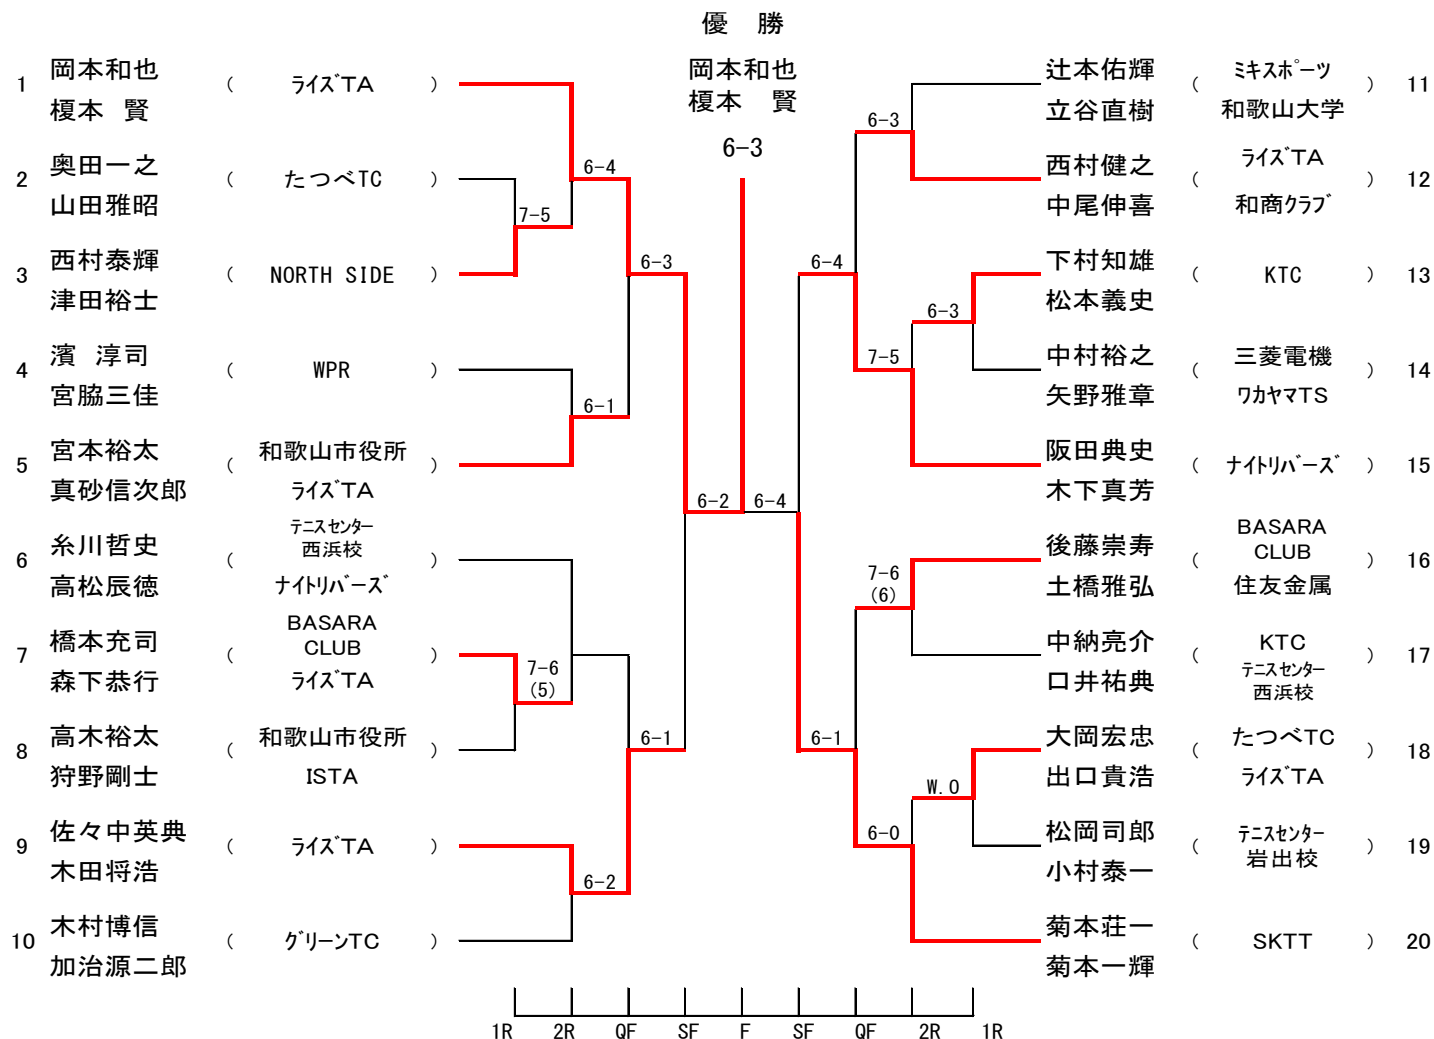 優 勝
岡本和也
榎本 賢
6-3
1 岡本和也 ( ライズTA )
榎本 賢
2 奥田一之 ( たつべTC )
山田雅昭
3 西村泰輝 ( NORTH SIDE )
津田裕士
4 濱 淳司 ( WPR )
宮脇三佳
5 宮本裕太 ( 和歌山市役所 )
真砂信次郎 ライズTA
6 糸川哲史 ( テニスセンター西浜校 )
高松辰徳 ナイトリバーズ
7 橋本充司 ( BASARA CLUB )
森下恭行 ライズTA
8 高木裕太 ( 和歌山市役所 )
狩野剛士 ISTA
9 佐々中英典 ( ライズTA )
木田将浩
10 木村博信 ( グリーンTC )
加治源二郎
7-5
7-6
(5)
6-4
6-1
6-2
6-3
6-1
6-2
6-4
6-4
6-1
6-3
7-5
7-6
(6)
6-0
6-3
W.O
辻本佑輝 ( ミキスポーツ ) 11
立谷直樹 和歌山大学
西村健之 ( ライズTA ) 12
中尾伸喜 和商クラブ
下村知雄 ( KTC ) 13
松本義史
中村裕之 ( 三菱電機 ) 14
矢野雅章 ワカヤマTS
阪田典史 ( ナイトリバーズ ) 15
木下真芳
後藤崇寿 ( BASARA CLUB ) 16
土橋雅弘 住友金属
中納亮介 ( KTC ) 17
口井祐典 テニスセンター西浜校
大岡宏忠 ( たつべTC ) 18
出口貴浩 ライズTA
松岡司郎 ( テニスセンター岩出校 ) 19
小村泰一
菊本荘一 ( SKTT ) 20
菊本一輝
1R 2R QF SF F SF QF 2R 1R